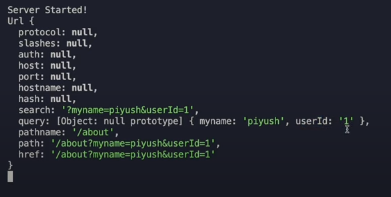 Server Started!
Url {
  protocol: null,
  slashes: null,
  auth: null,
  host: null,
  port: null,
  hostname: null,
  hash: null,
  search: '?myname=piyush&userId=1',
  query: [Object: null prototype] { myname: 'piyush', userId: '1' },
  pathname: '/about',
  path: '/about?myname=piyush&userId=1',
  href: '/about?myname=piyush&userId=1'
}